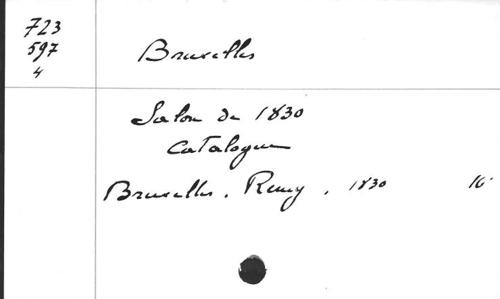 723
597
4
Bruxelles
Salon de 1830
Catalogue
Bruxelles. Remy, 1830 16°